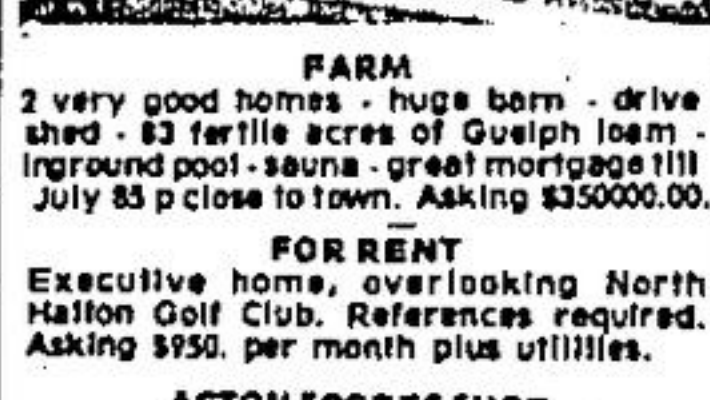 FARM
2 very good homes - huge barn - drive
shed - 83 fertile acres of Guelph loam -
inground pool - sauna - great mortgage till
July 85 p close to town. Asking $350000.00.
FOR RENT
Executive home, overlooking North
Halton Golf Club. References required.
Asking $950. per month plus utilities.